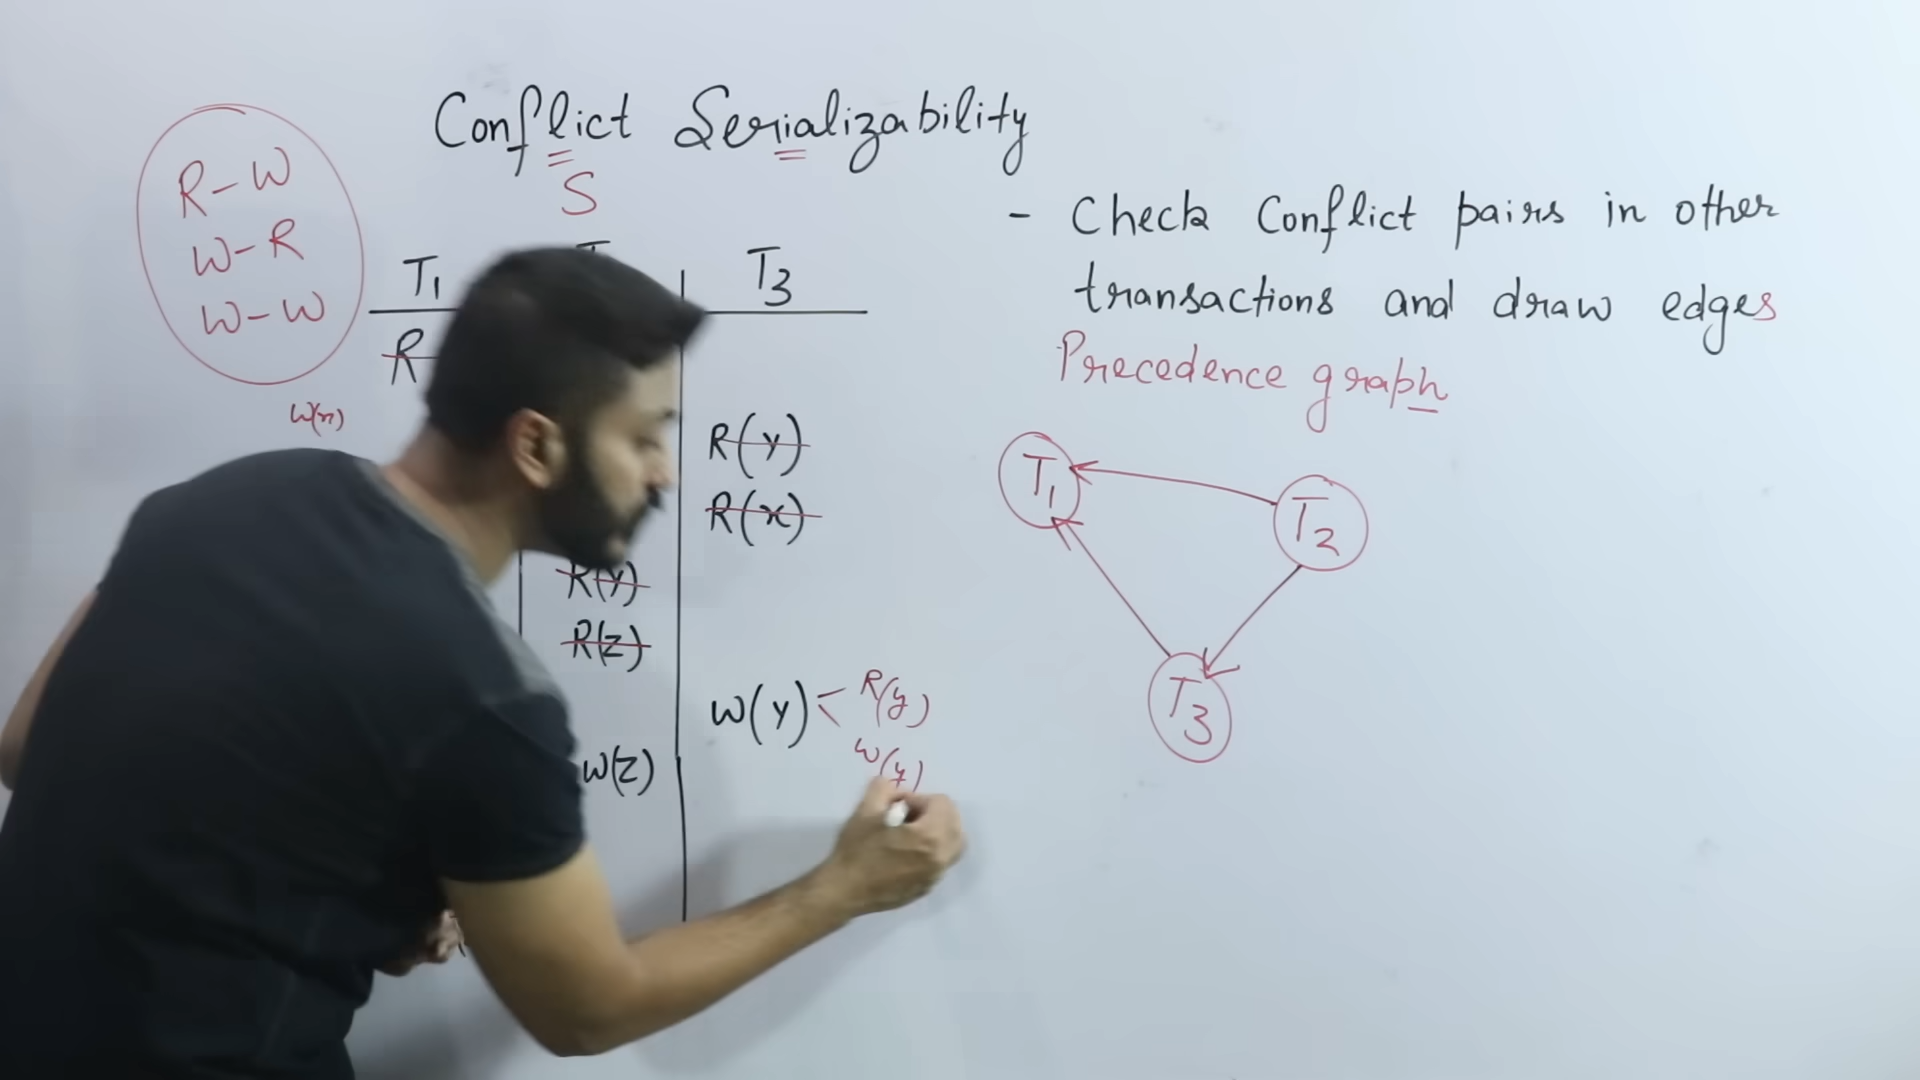 Conflict Serializability
S
R-W
W-R
W-W
W(x)
T1 T3
R
R(y)
R(x)
R(y)
R(z)
W(y) R(y)
W(y)
W(z)
- Check Conflict pairs in other
transactions and draw edges
Precedence graph
T1
T2
T3